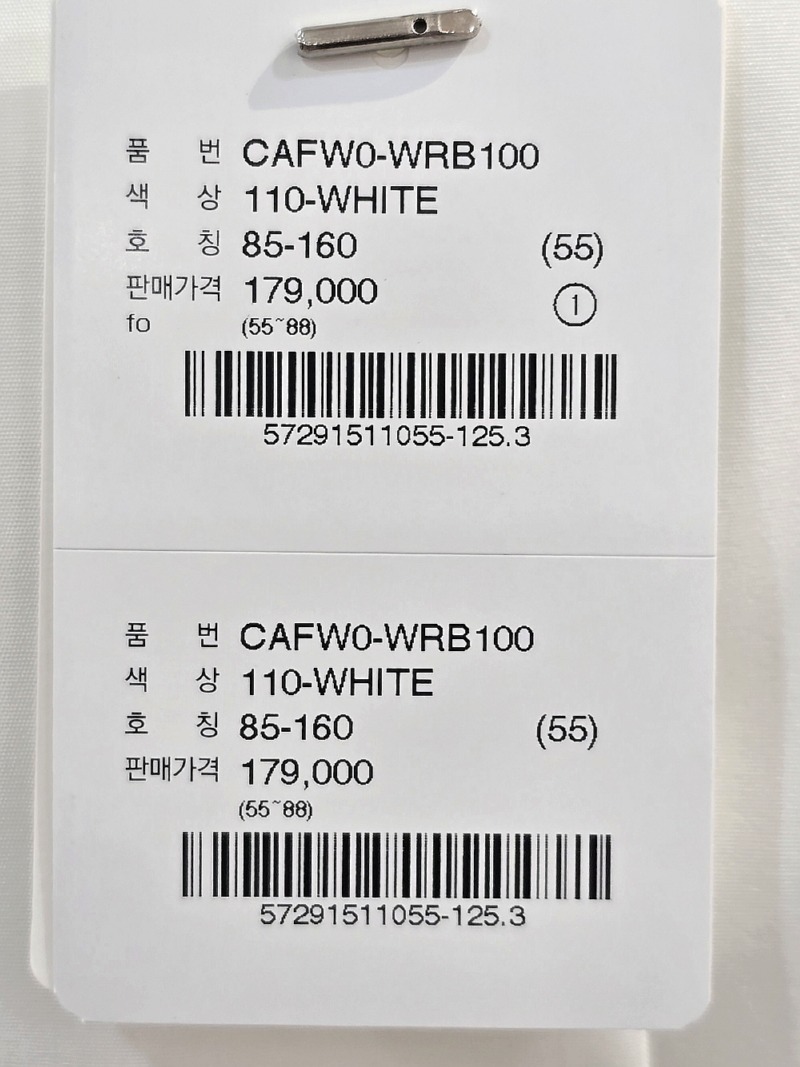 품 번 CAFW0-WRB100
색 상 110-WHITE
호 칭 85-160 (55)
판매가격 179,000 ①
fo (55~88)
57291511055-125.3
품 번 CAFW0-WRB100
색 상 110-WHITE
호 칭 85-160 (55)
판매가격 179,000
(55~88)
57291511055-125.3